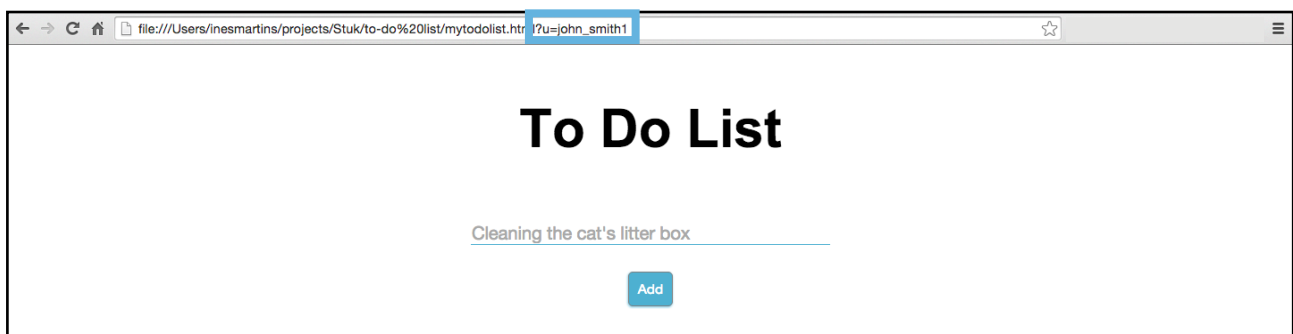 file:///Users/inesmartins/projects/Stuk/to-do%20list/mytodolist.html?u=john_smith1
To Do List
Cleaning the cat's litter box
Add